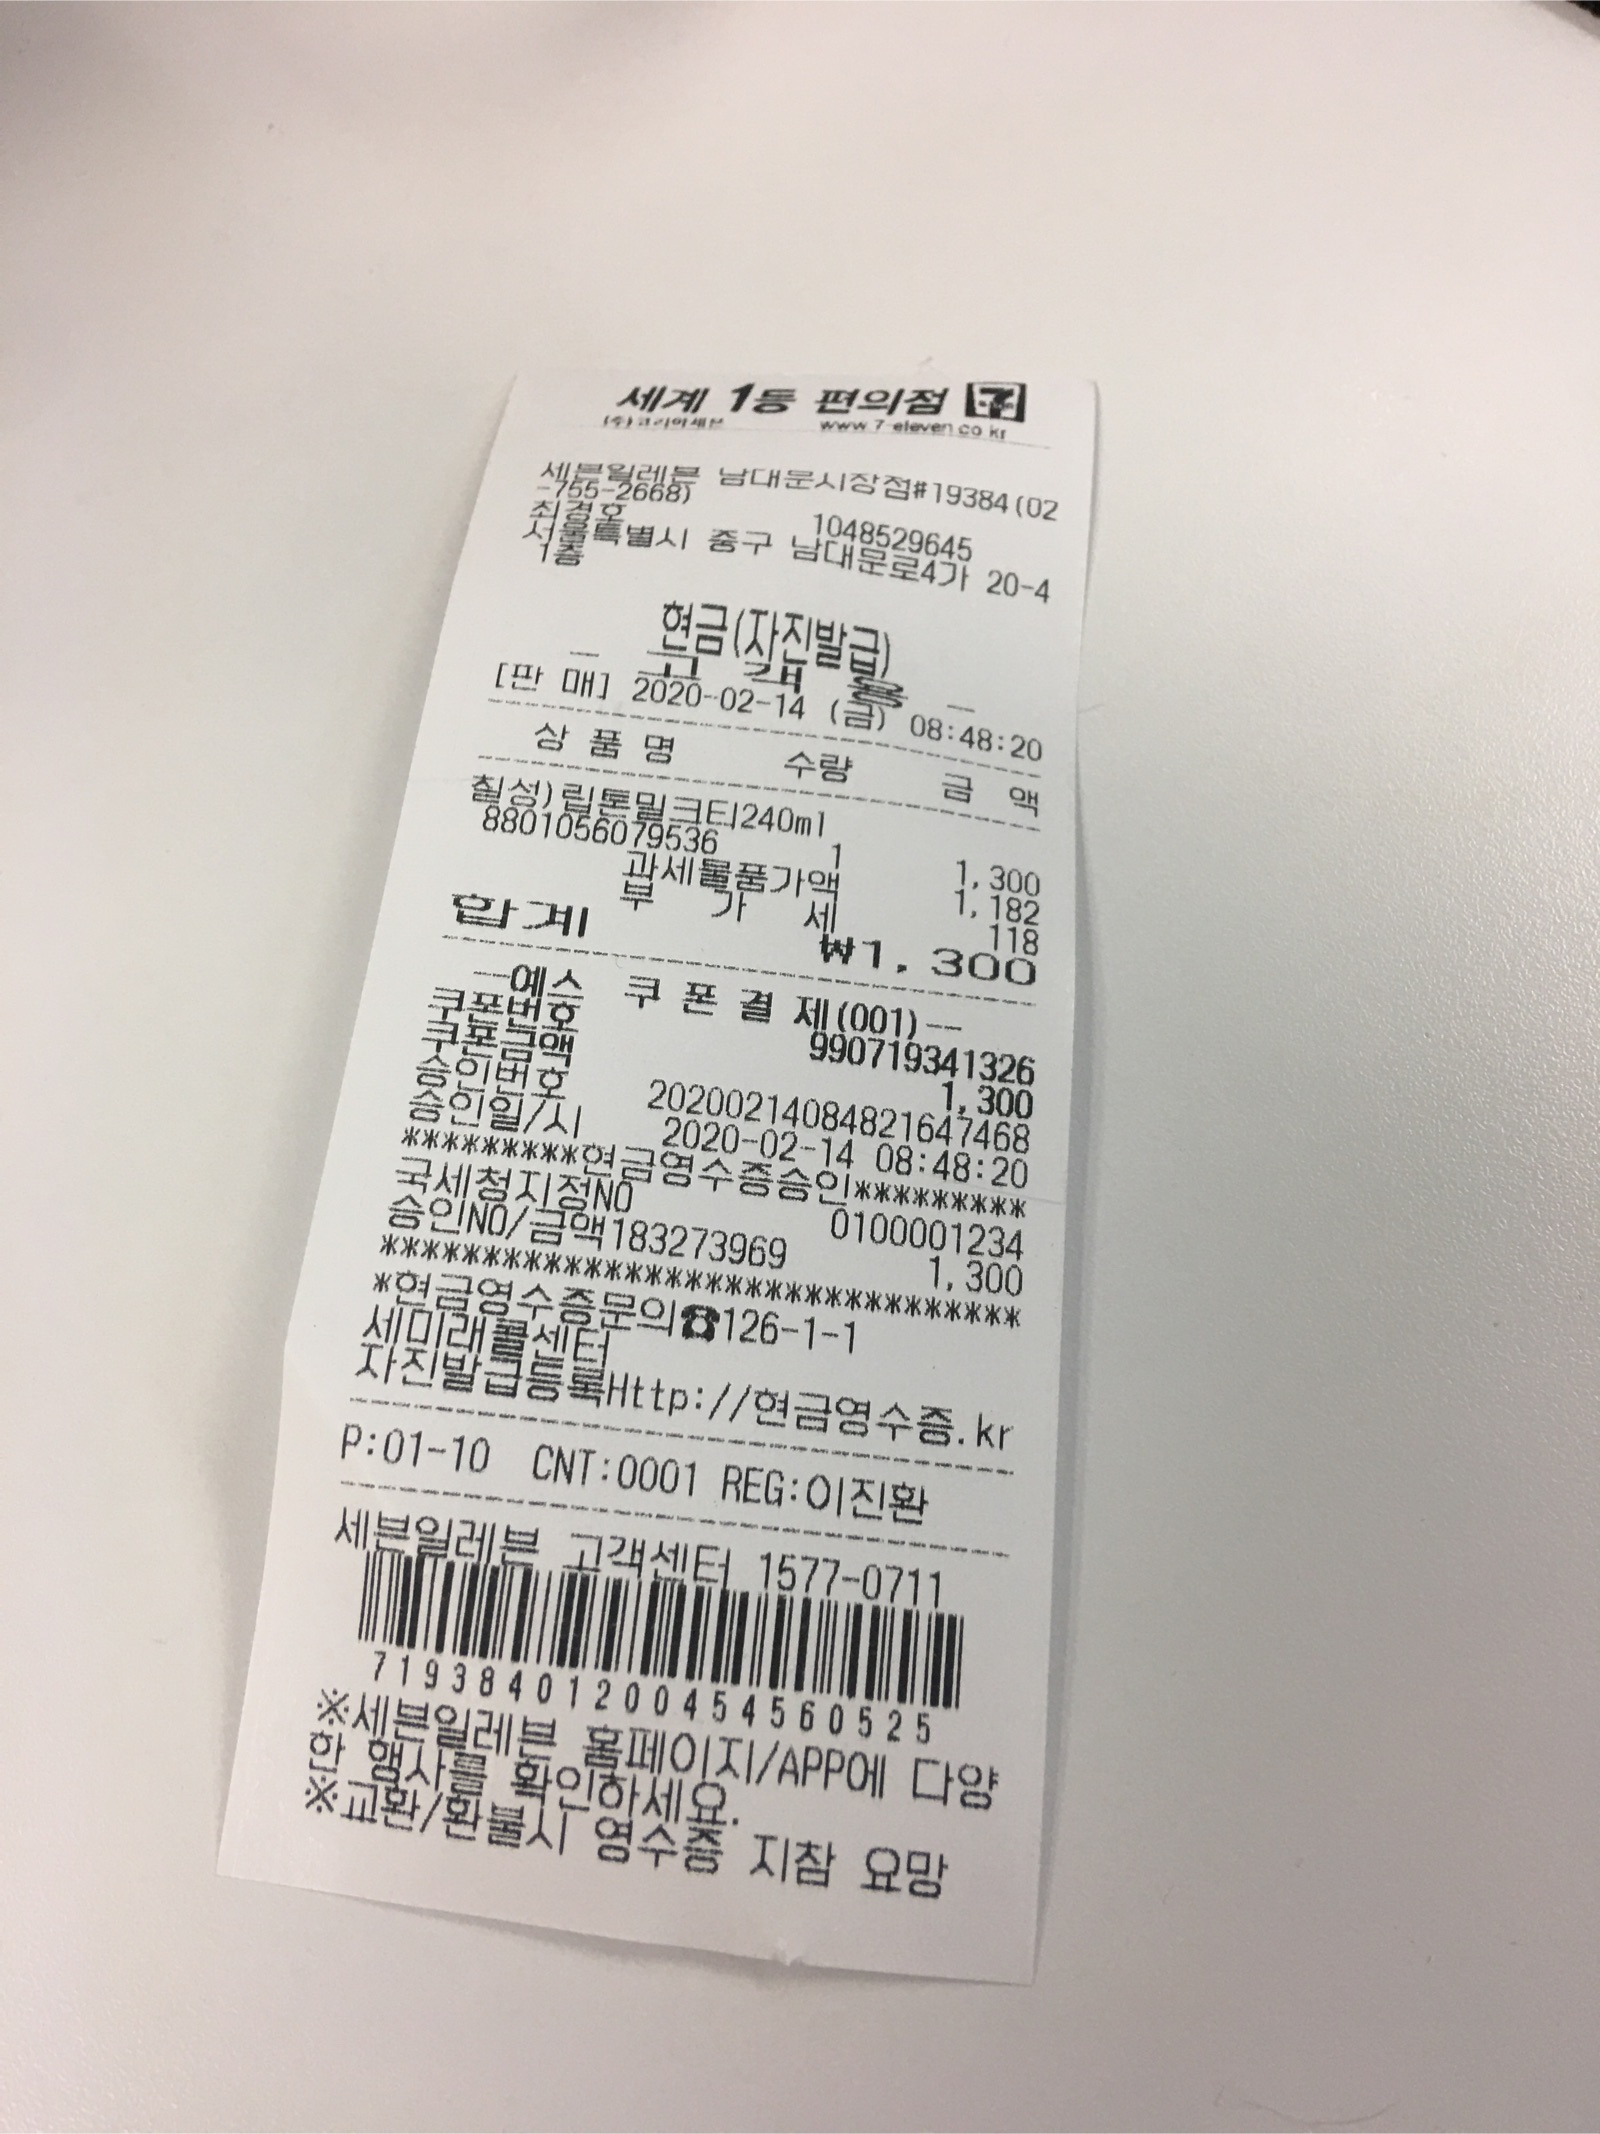 세계 1등 편의점 7
(주)코리아세븐 www.7-eleven.co.kr
세븐일레븐 남대문시장점#19384(02
-755-2668)
최경호 1048529645
서울특별시 중구 남대문로4가 20-4
1층
현금(자진발급)
— 고 객 용 —
[판 매] 2020-02-14 (금) 08:48:20
상 품 명 수량 금 액
칠성)립톤밀크티240ml
8801056079536 1 1,300
과세물품가액 1,182
부 가 세 118
합계 ₩1,300
--예스 쿠 폰 결 제(001)--
쿠폰번호 990719341326
쿠폰금액 1,300
승인번호 20200214084821647468
승인일/시 2020-02-14 08:48:20
*********현금영수증승인*********
국세청지정NO 0100001234
승인NO/금액183273969 1,300
********************************
*현금영수증문의☎126-1-1
세미래콜센터
자진발급등록Http://현금영수증.kr
P:01-10 CNT:0001 REG:이진환
세븐일레븐 고객센터 1577-0711
71938401200454560525
※세븐일레븐 홈페이지/APP에 다양
한 행사를 확인하세요.
※교환/환불시 영수증 지참 요망